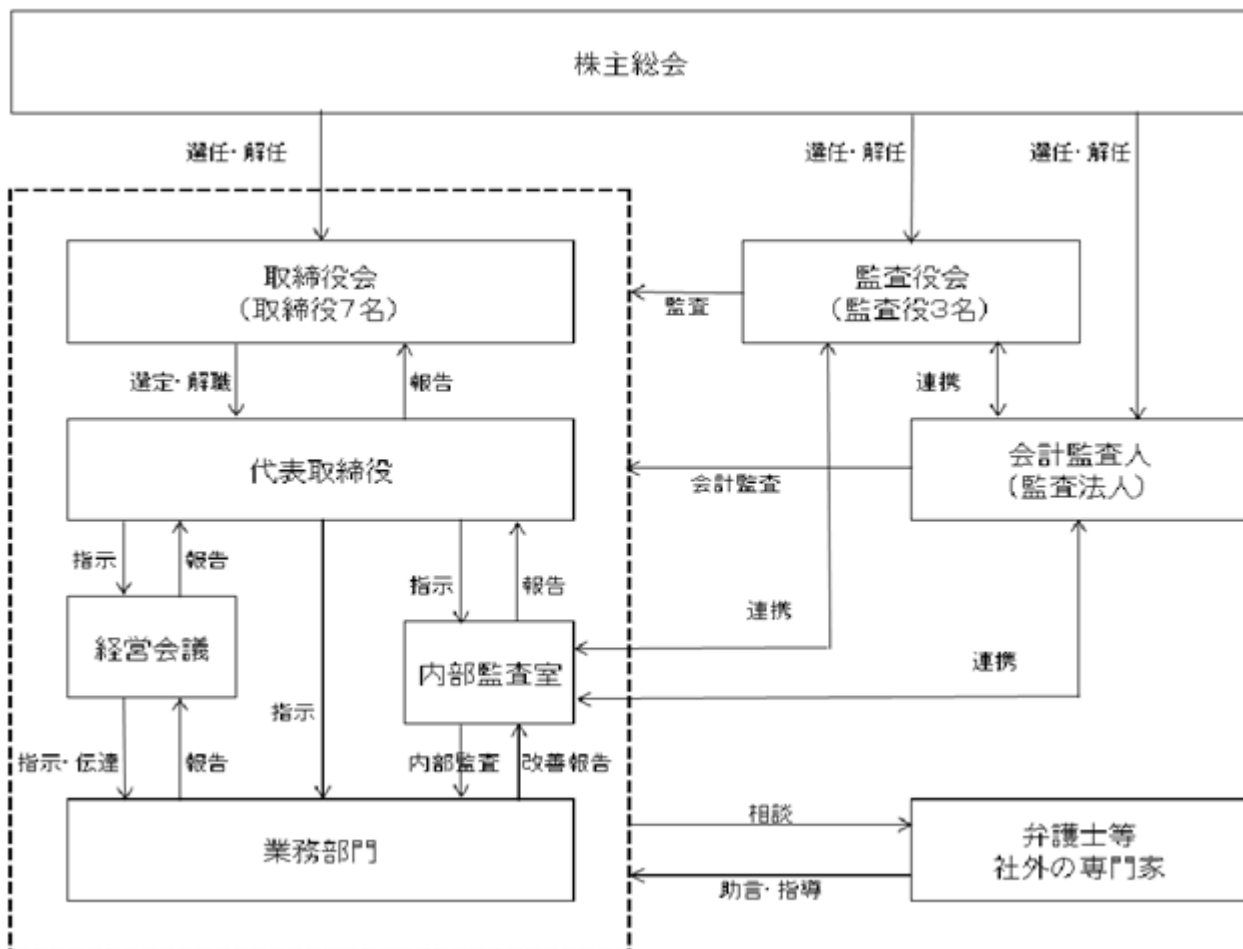 株主総会
選任・解任
選任・解任
選任・解任
取締役会
(取締役7名)
監査
監査役会
(監査役3名)
選定・解職
報告
連携
代表取締役
会計監査
会計監査人
(監査法人)
指示
報告
指示
報告
連携
経営会議
内部監査室
連携
指示
指示・伝達
報告
内部監査
改善報告
業務部門
相談
弁護士等
社外の専門家
助言・指導